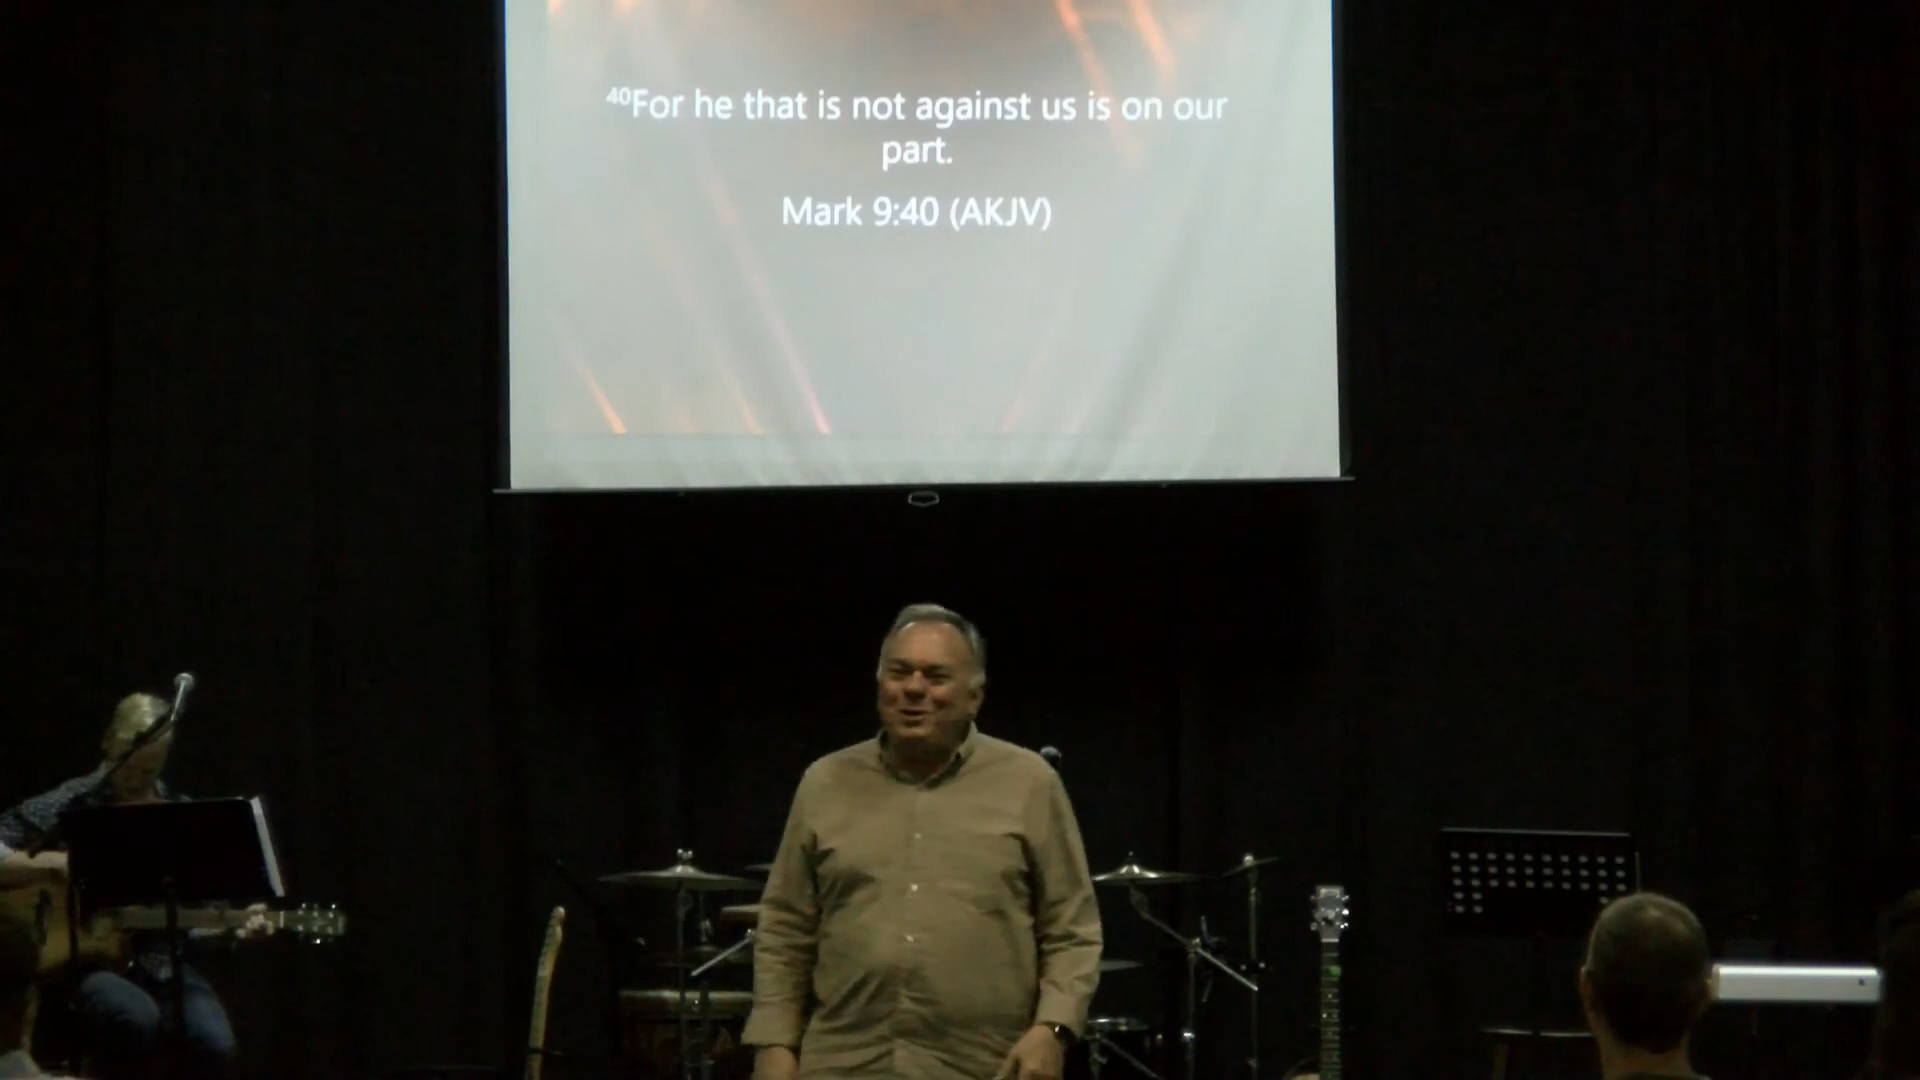 ⁴⁰For he that is not against us is on our
part.
Mark 9:40 (AKJV)